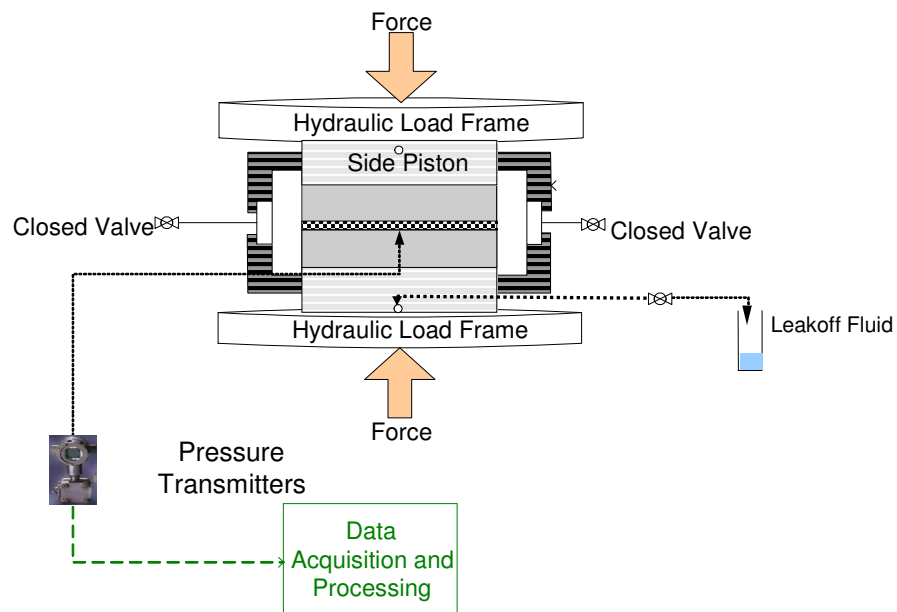 Force
Hydraulic Load Frame
Side Piston
Closed Valve
Closed Valve
Leakoff Fluid
Hydraulic Load Frame
Force
Pressure
Transmitters
Data
Acquisition and
Processing